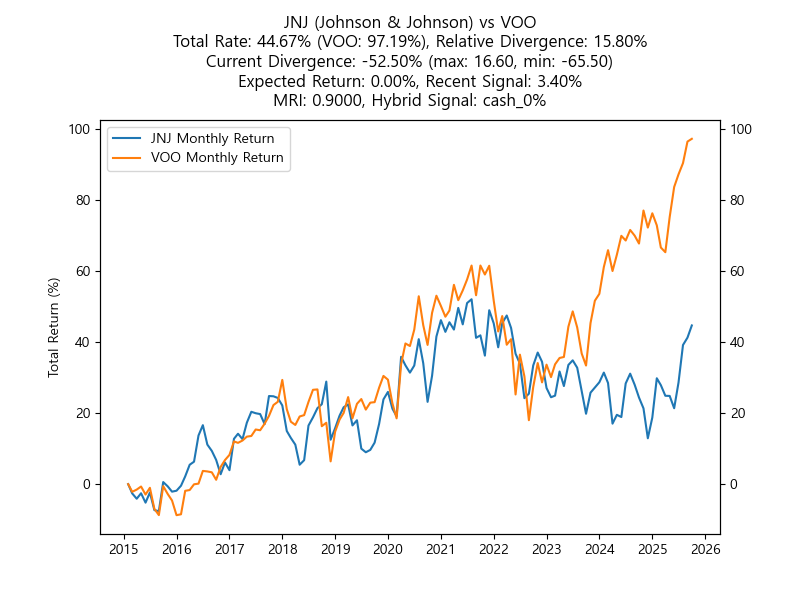 JNJ (Johnson & Johnson) vs VOO
Total Rate: 44.67% (VOO: 97.19%), Relative Divergence: 15.80%
Current Divergence: -52.50% (max: 16.60, min: -65.50)
Expected Return: 0.00%, Recent Signal: 3.40%
MRI: 0.9000, Hybrid Signal: cash_0%
JNJ Monthly Return
VOO Monthly Return
Total Return (%)
100
80
60
40
20
0
100
80
60
40
20
0
2015 2016 2017 2018 2019 2020 2021 2022 2023 2024 2025 2026